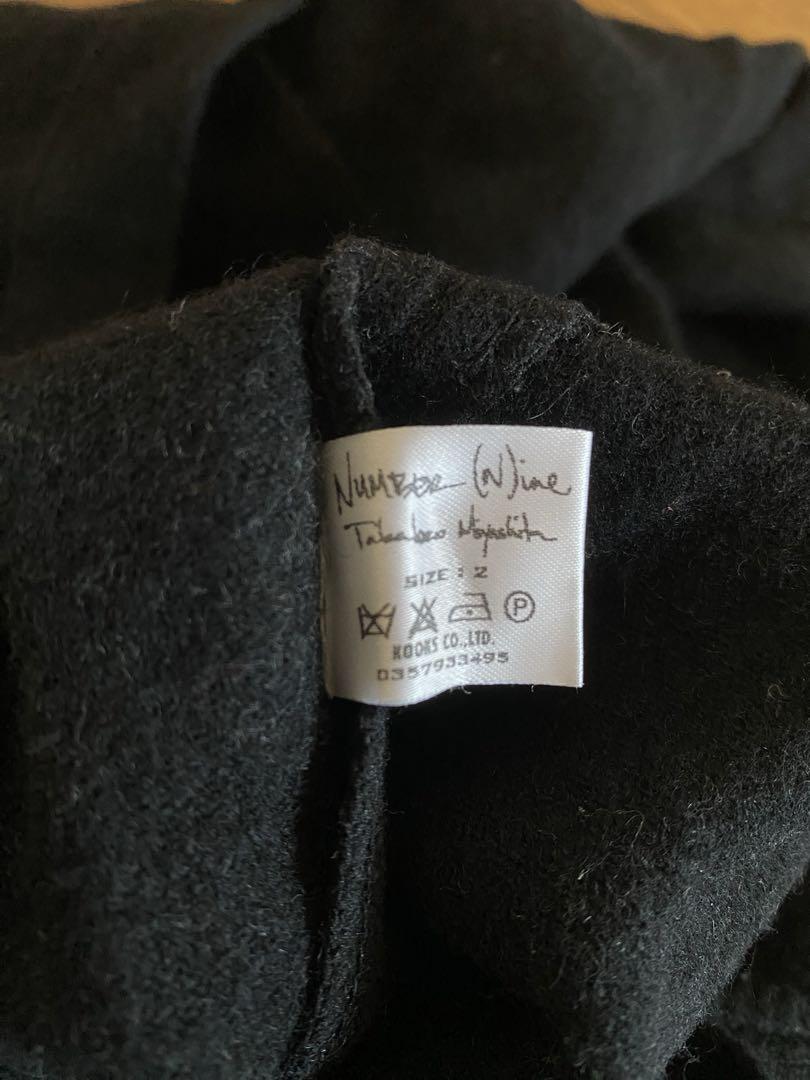 NUMBER (N)ine
Takahiro Miyashita
SIZE : 2
P
KOOKS CO.,LTD.
0357933495